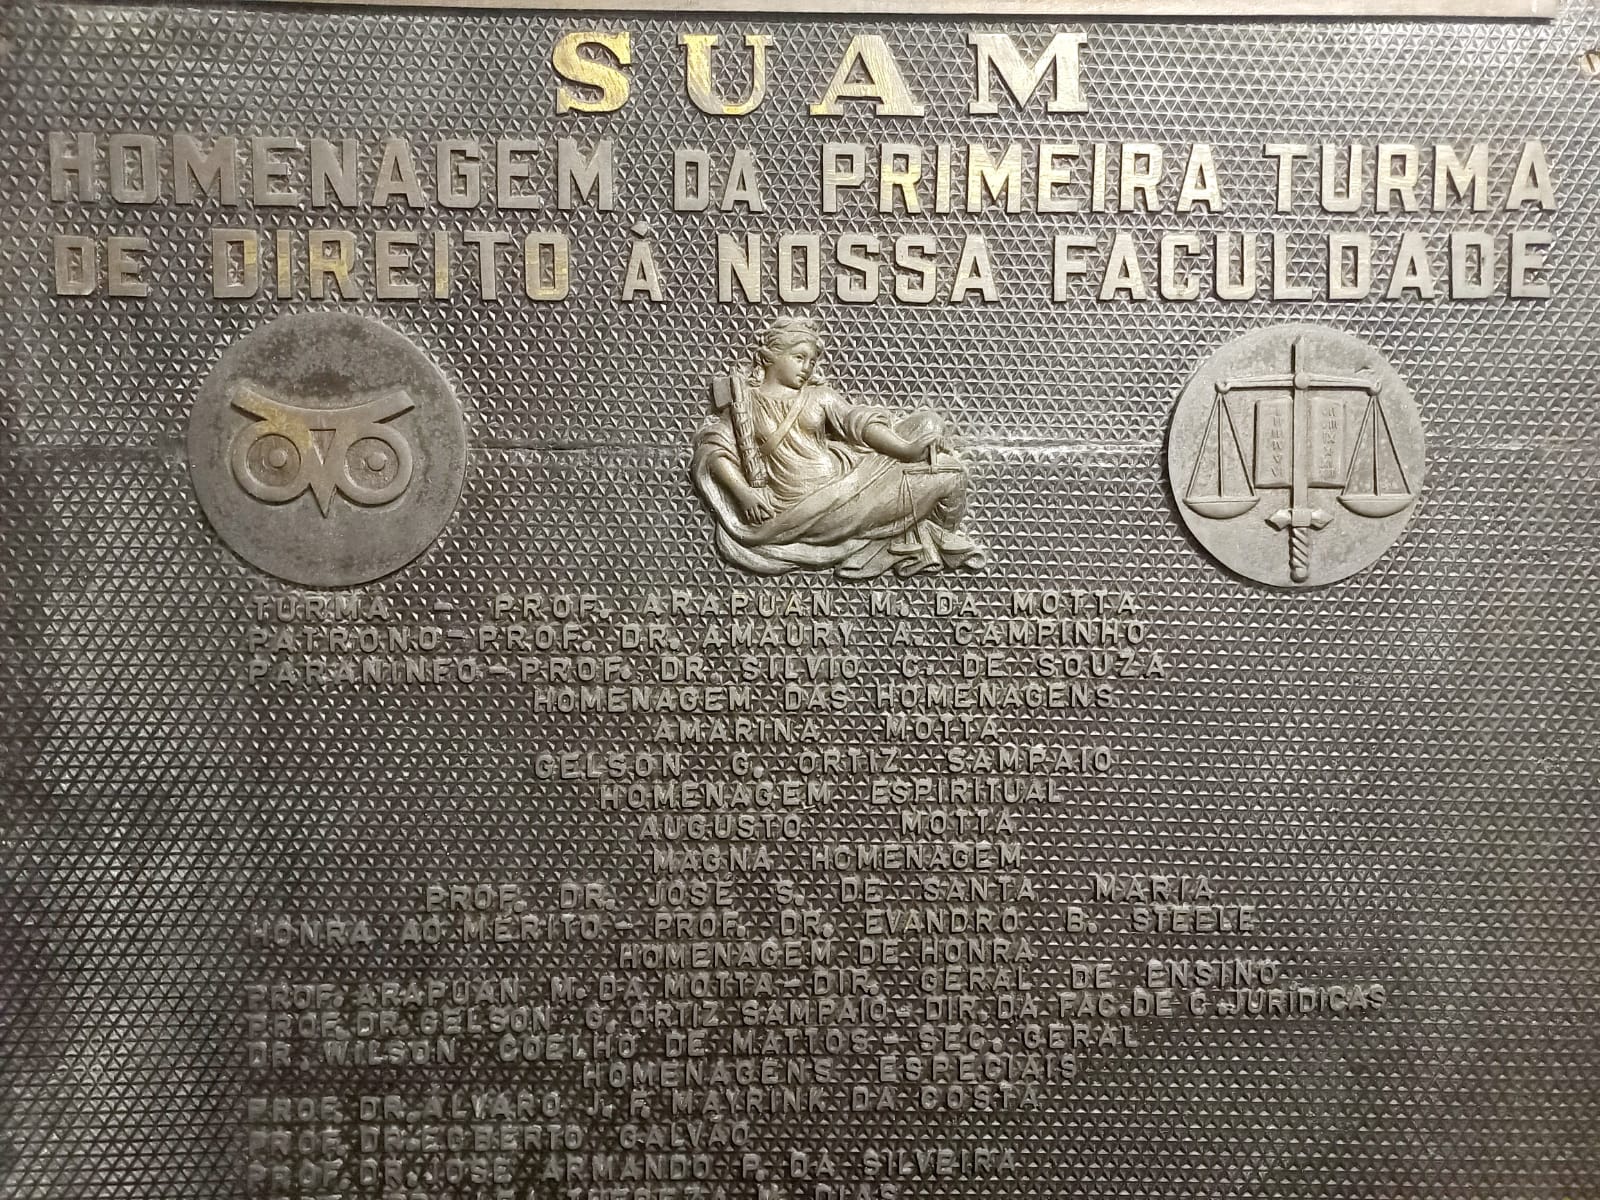 SUAM
HOMENAGEM DA PRIMEIRA TURMA
DE DIREITO À NOSSA FACULDADE
TURMA - PROF. ARAPUAN M. DA MOTTA
PATRONO - PROF. DR. AMAURY A. CAMPINHO
PARANINFO - PROF. DR. SILVIO C. DE SOUZA
HOMENAGEM DAS HOMENAGENS
AMARINA MOTTA
GELSON G. ORTIZ SAMPAIO
HOMENAGEM ESPIRITUAL
AUGUSTO MOTTA
MAGNA HOMENAGEM
PROF. DR. JOSÉ S. DE SANTA MARIA
HONRA AO MÉRITO - PROF. DR. EVANDRO B. STEELE
HOMENAGEM DE HONRA
PROF. ARAPUAN M. DA MOTTA - DIR. GERAL DE ENSINO
PROF. DR. GELSON G. ORTIZ SAMPAIO - DIR. DA FAC. DE C. JURÍDICAS
DR. WILSON COELHO DE MATTOS - SEC. GERAL
HOMENAGENS ESPECIAIS
PROF. DR. ÁLVARO J. F. MAYRINK DA COSTA
PROF. DR. EGBERTO GALVÃO
PROF. DR. JOSÉ ARMANDO P. DA SILVEIRA
TEREZA M. DIAS